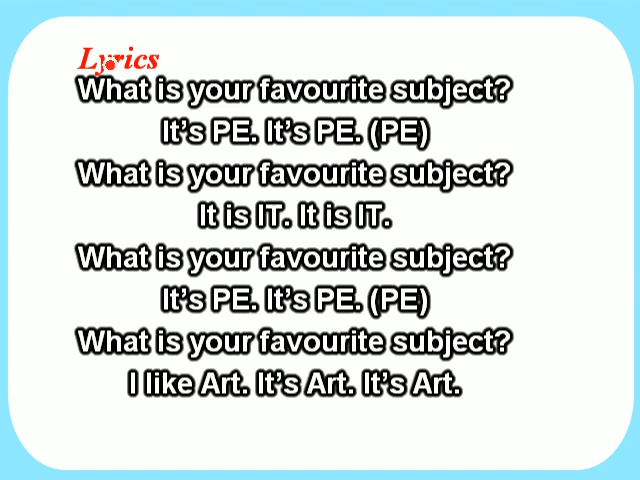 Lyrics
What is your favourite subject?
It's PE. It's PE. (PE)
What is your favourite subject?
It is IT. It is IT.
What is your favourite subject?
It's PE. It's PE. (PE)
What is your favourite subject?
I like Art. It's Art. It's Art.